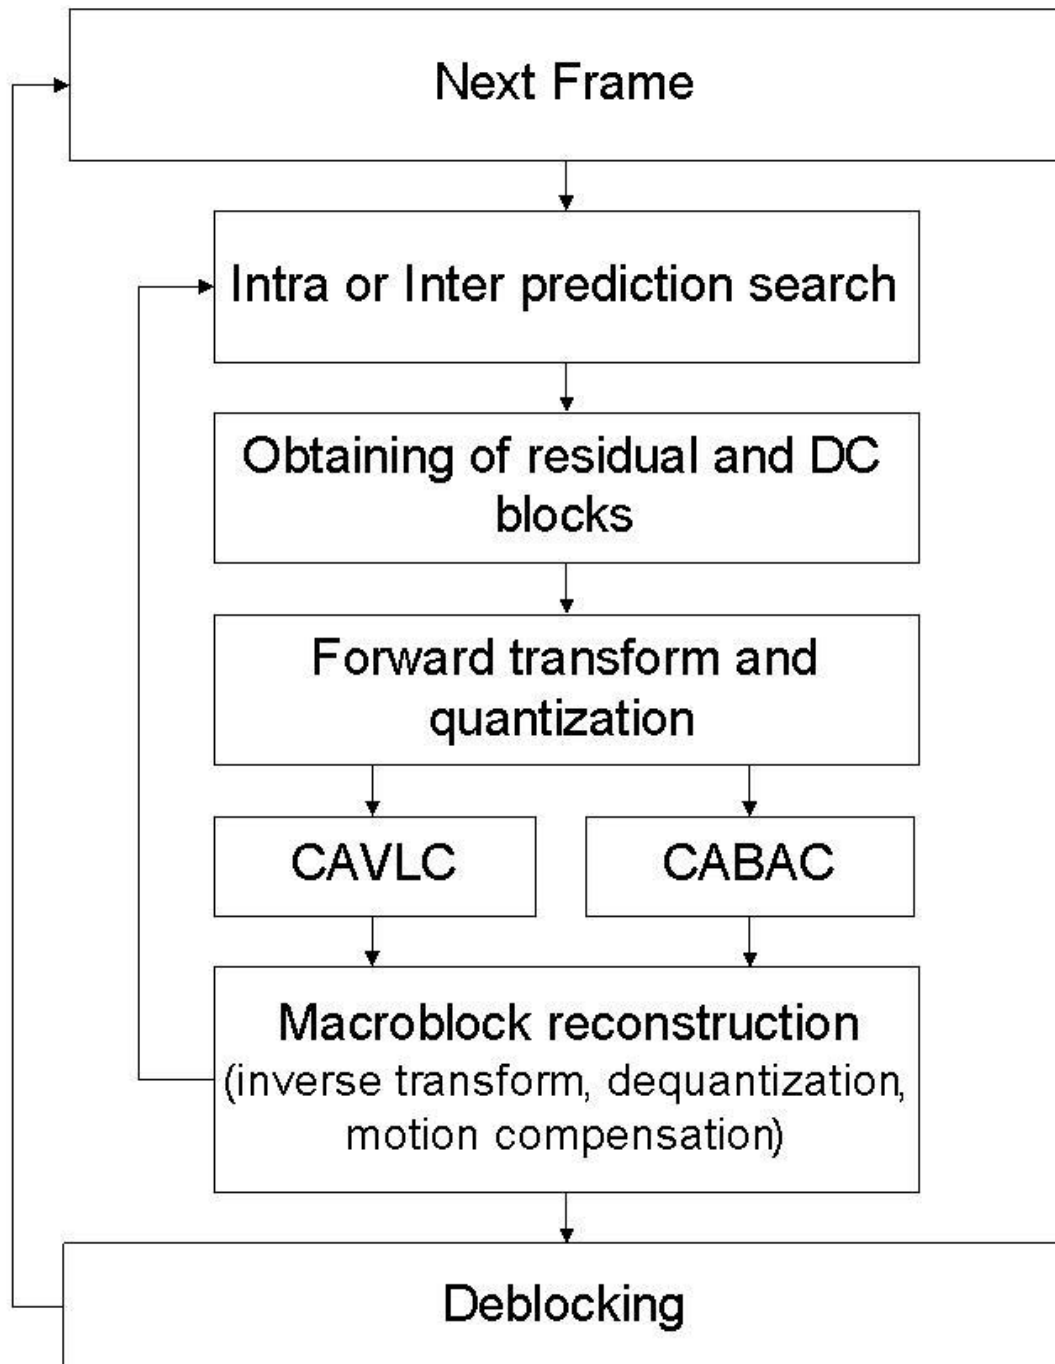 Next Frame
Intra or Inter prediction search
Obtaining of residual and DC
blocks
Forward transform and
quantization
CAVLC
CABAC
Macroblock reconstruction
(inverse transform, dequantization,
motion compensation)
Deblocking